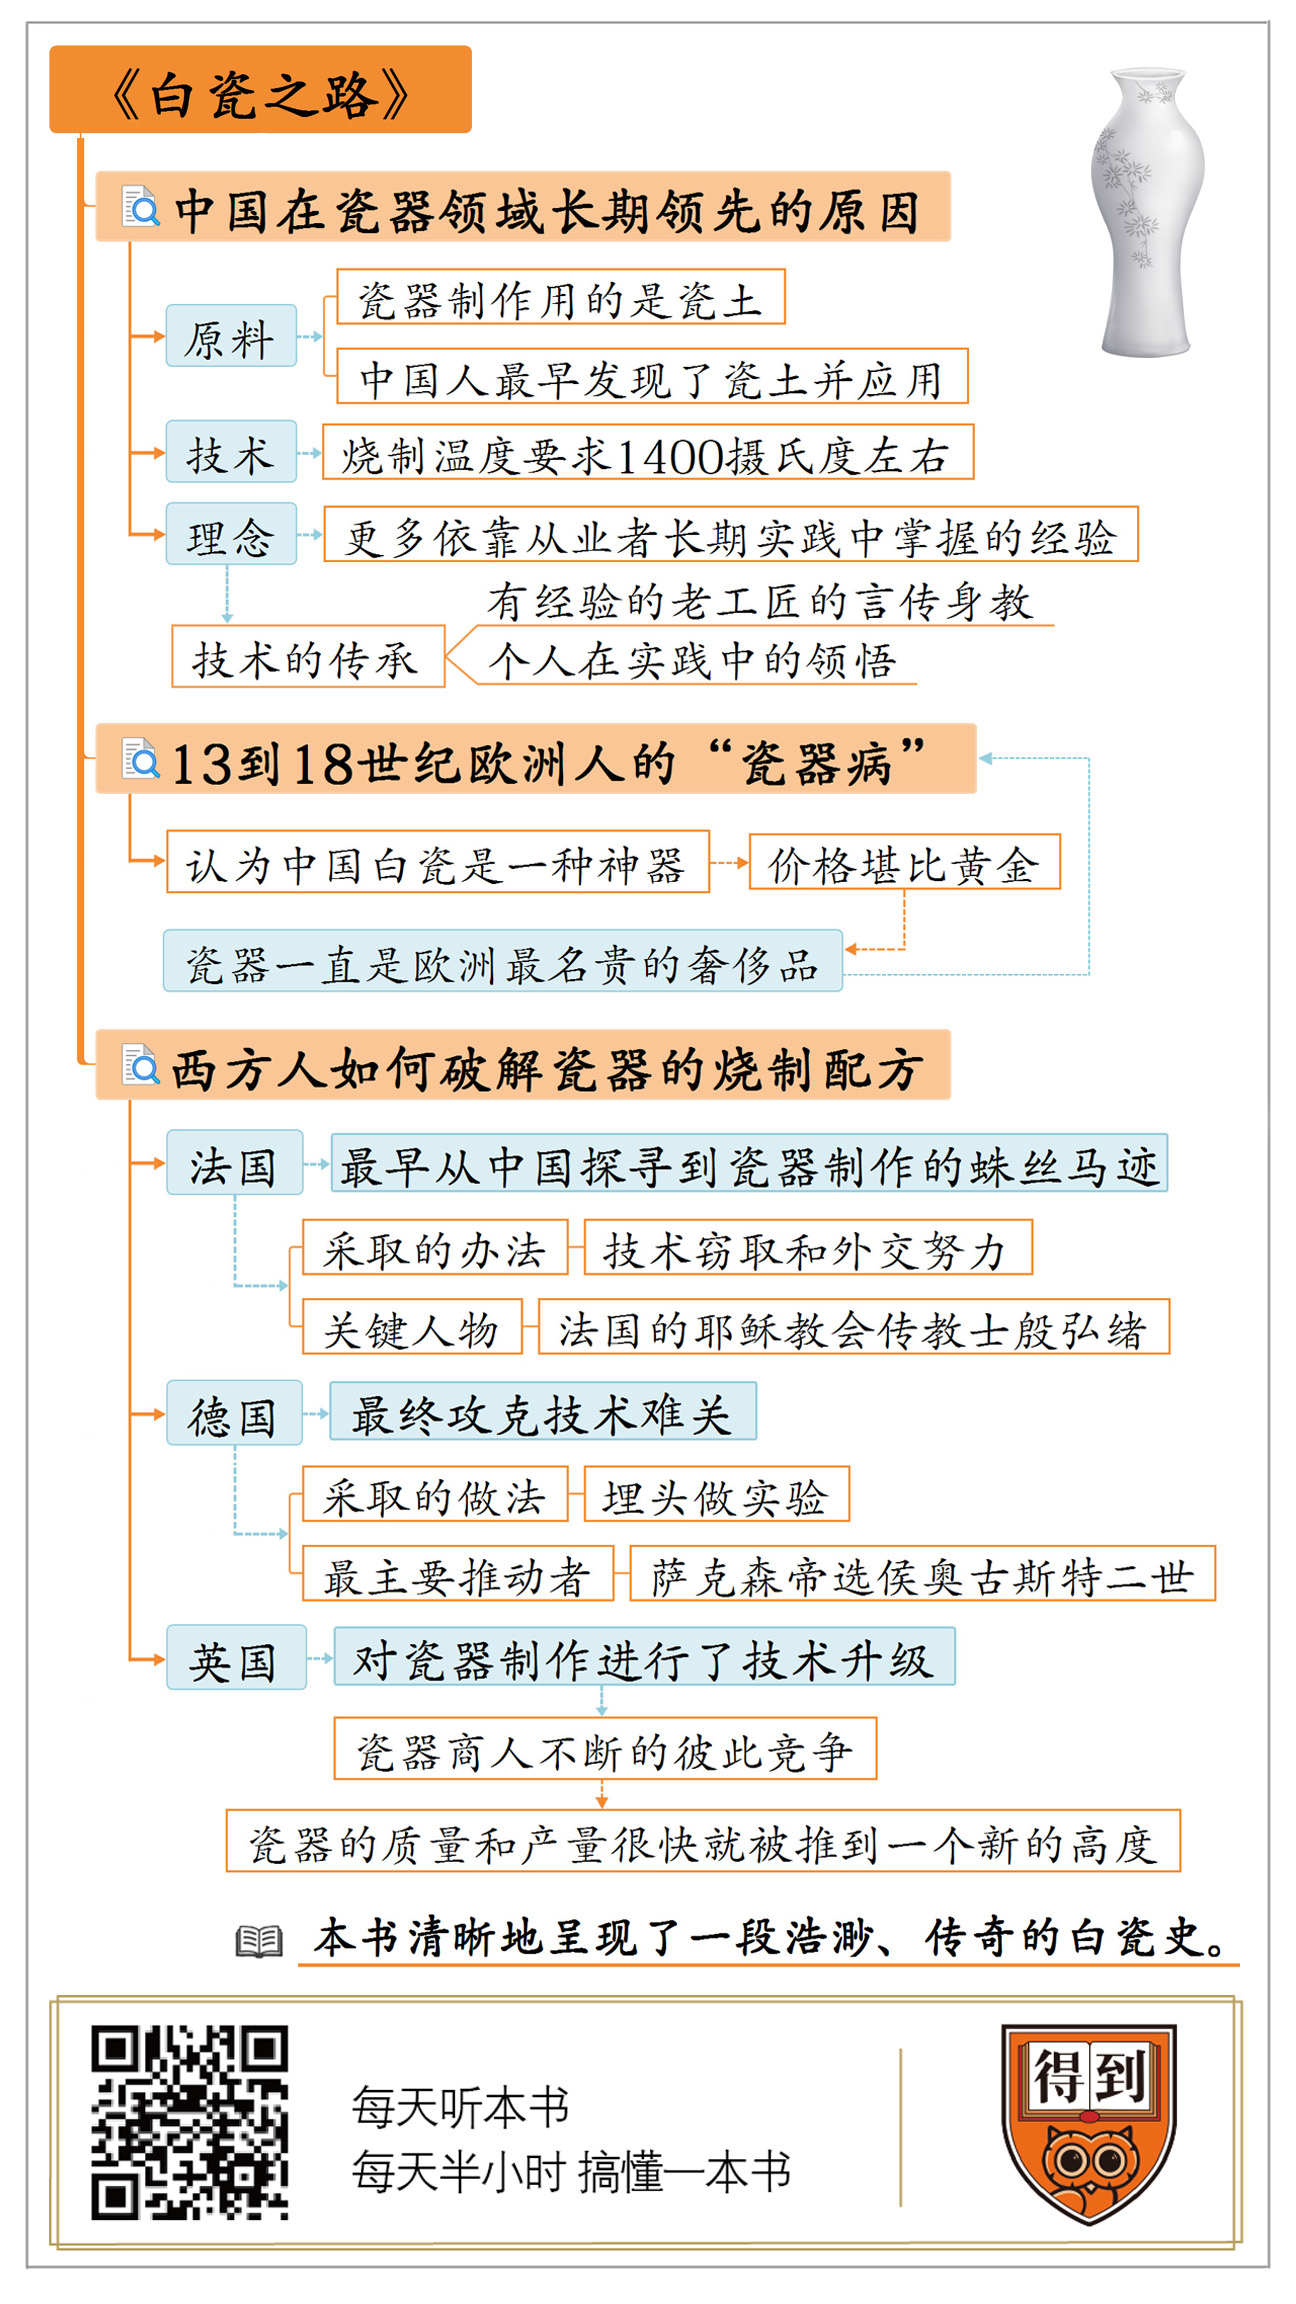 《白瓷之路》
中国在瓷器领域长期领先的原因
原料
瓷器制作用的是瓷土
中国人最早发现了瓷土并应用
技术
烧制温度要求1400摄氏度左右
理念
更多依靠从业者长期实践中掌握的经验
技术的传承
有经验的老工匠的言传身教
个人在实践中的领悟
13到18世纪欧洲人的“瓷器病”
认为中国白瓷是一种神器
价格堪比黄金
瓷器一直是欧洲最名贵的奢侈品
西方人如何破解瓷器的烧制配方
法国
最早从中国探寻到瓷器制作的蛛丝马迹
采取的办法
技术窃取和外交努力
关键人物
法国的耶稣教会传教士殷弘绪
德国
最终攻克技术难关
采取的做法
埋头做实验
最主要推动者
萨克森帝选侯奥古斯特二世
英国
对瓷器制作进行了技术升级
瓷器商人不断的彼此竞争
瓷器的质量和产量很快就被推到一个新的高度
本书清晰地呈现了一段浩渺、传奇的白瓷史。
每天听本书
每天半小时 搞懂一本书
得到